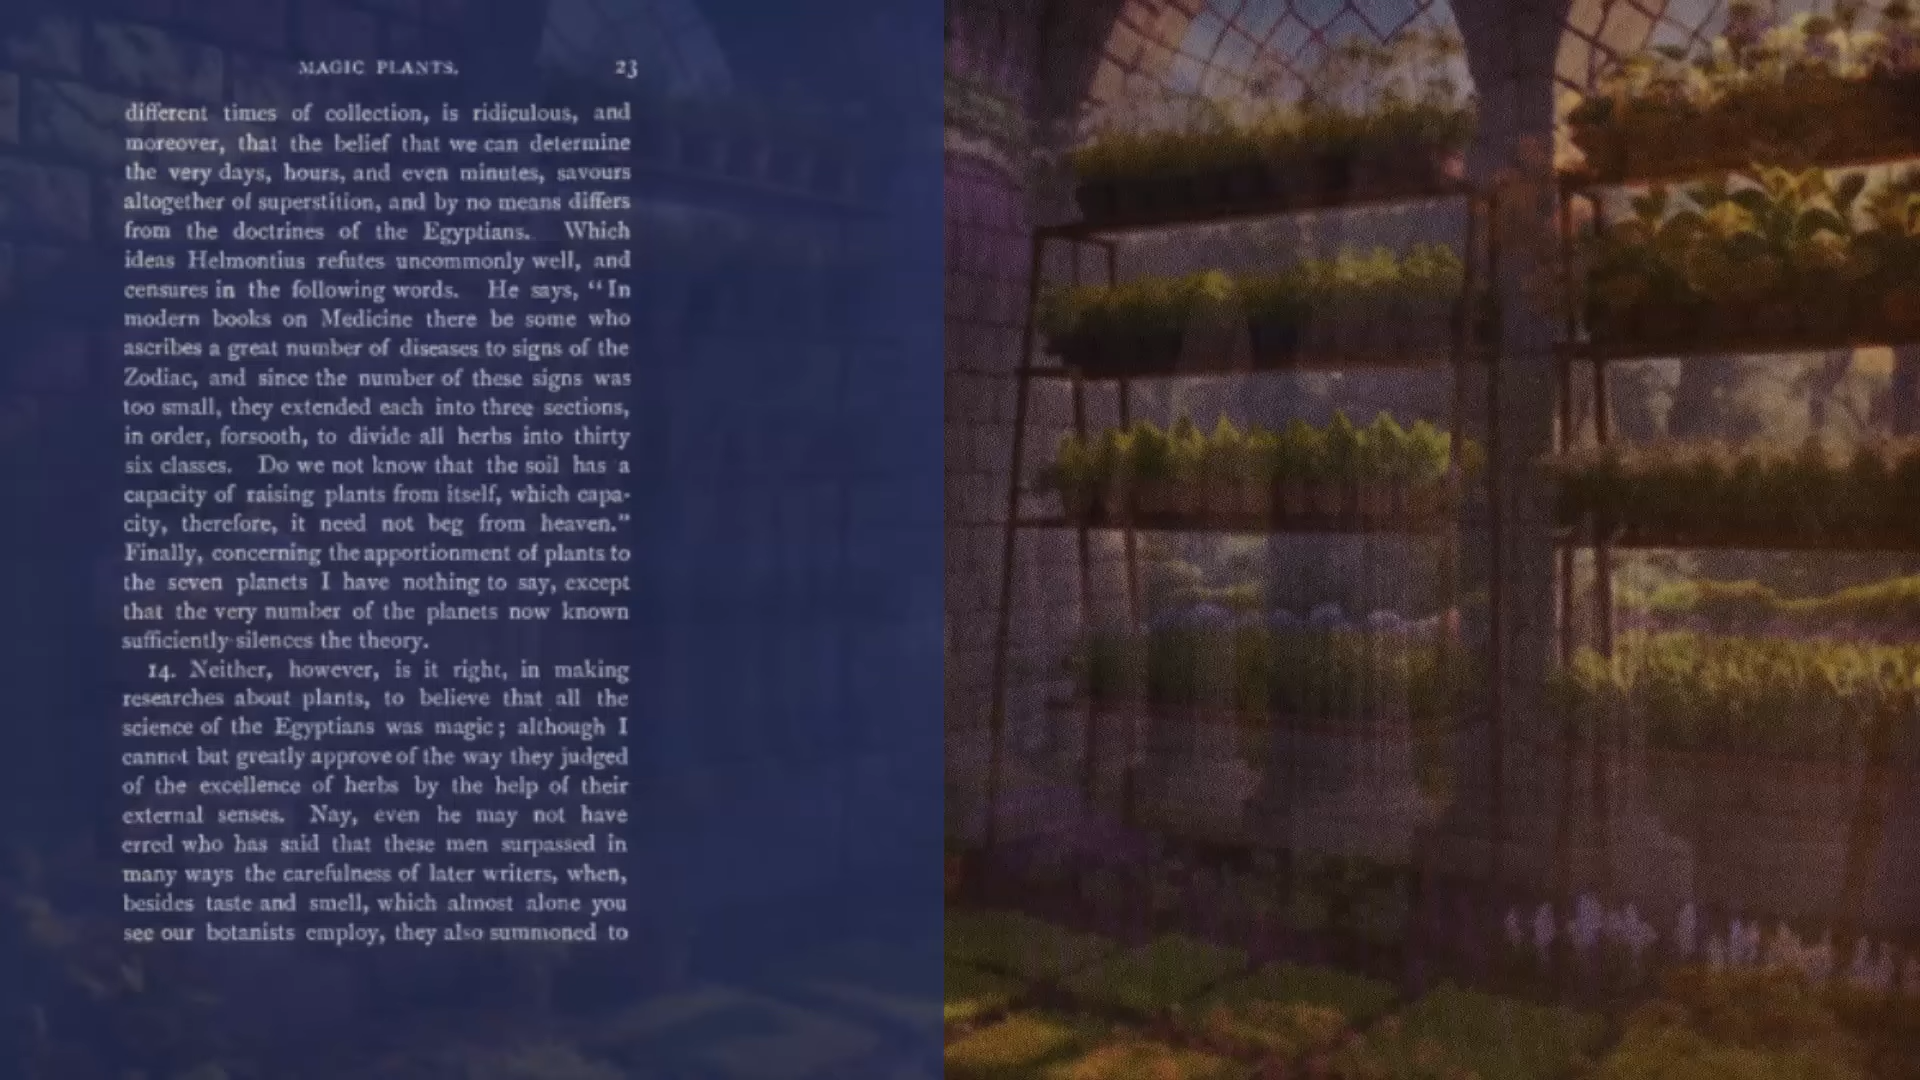 MAGIC PLANTS. 23
different times of collection, is ridiculous, and
moreover, that the belief that we can determine
the very days, hours, and even minutes, savours
altogether of superstition, and by no means differs
from the doctrines of the Egyptians. Which
ideas Helmontius refutes uncommonly well, and
censures in the following words. He says, "In
modern books on Medicine there be some who
ascribes a great number of diseases to signs of the
Zodiac, and since the number of these signs was
too small, they extended each into three sections,
in order, forsooth, to divide all herbs into thirty
six classes. Do we not know that the soil has a
capacity of raising plants from itself, which capa-
city, therefore, it need not beg from heaven."
Finally, concerning the apportionment of plants to
the seven planets I have nothing to say, except
that the very number of the planets now known
sufficiently silences the theory.
14. Neither, however, is it right, in making
researches about plants, to believe that all the
science of the Egyptians was magic; although I
cannot but greatly approve of the way they judged
of the excellence of herbs by the help of their
external senses. Nay, even he may not have
erred who has said that these men surpassed in
many ways the carefulness of later writers, when,
besides taste and smell, which almost alone you
see our botanists employ, they also summoned to